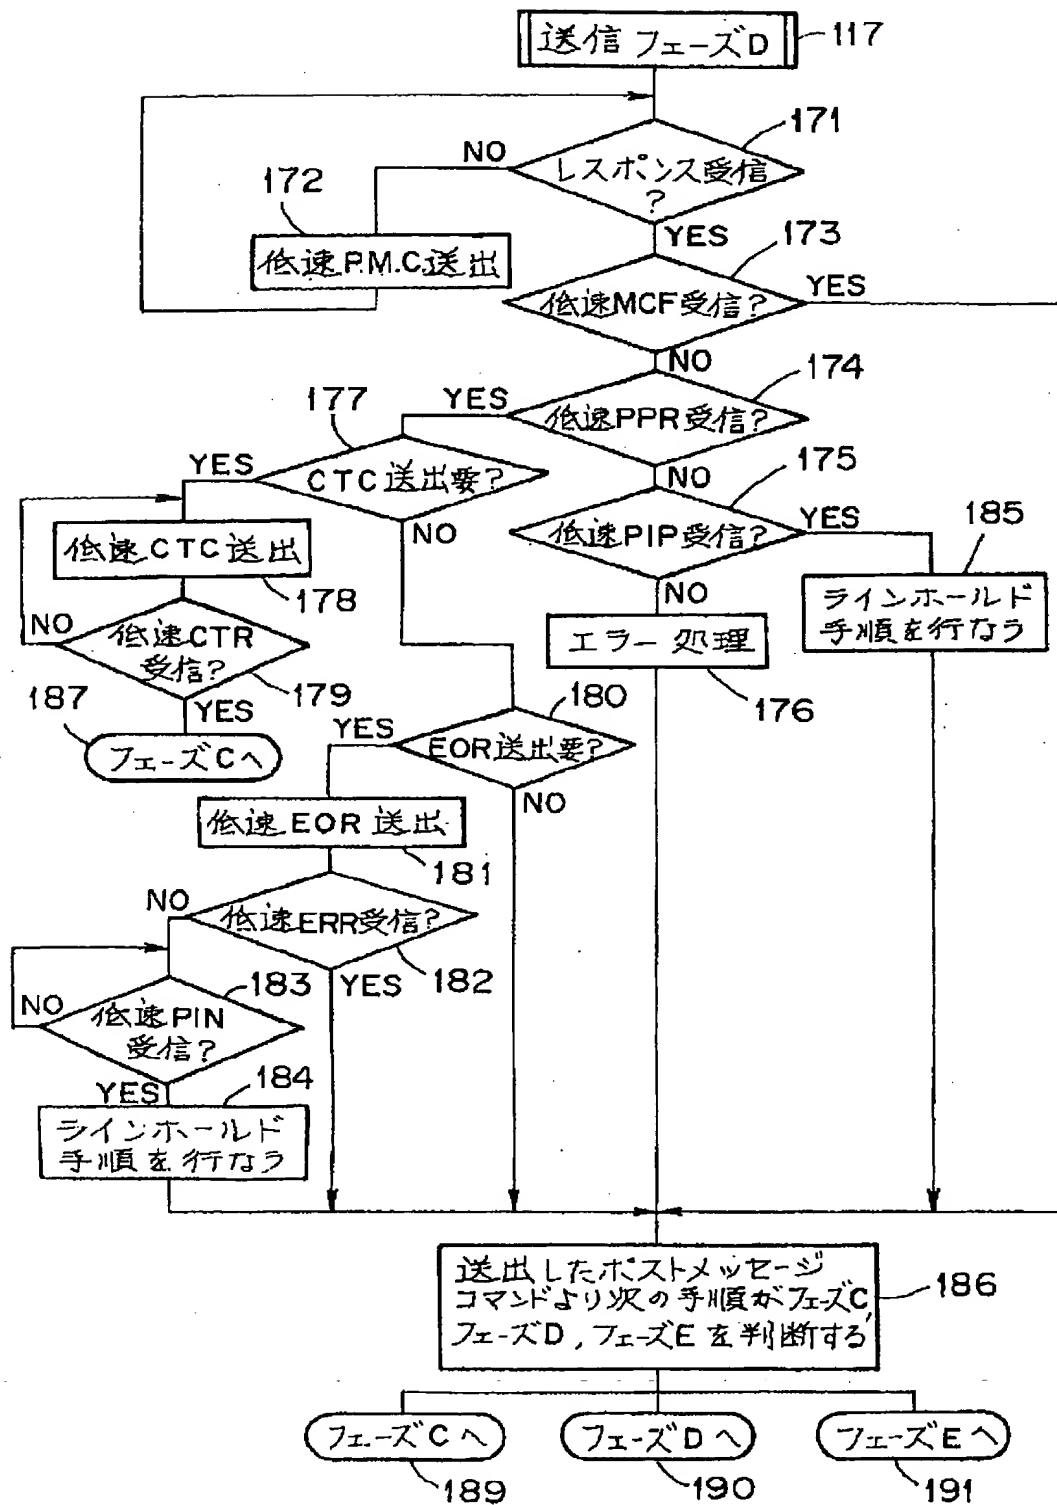 送信フェーズD
117
171
NO
レスポンス受信
?
172
YES
173
低速P.M.C.送出
低速MCF受信?
YES
NO
174
177
YES
低速PPR受信?
YES
CTC送出要?
NO
175
NO
低速PIP受信?
YES
185
低速CTC送出
178
NO
ラインホールド
手順を行なう
NO
低速CTR
受信?
エラー処理
179
176
187
YES
180
YES
フェーズCへ
EOR送出要?
NO
低速EOR送出
181
NO
低速ERR受信?
182
YES
183
NO
低速PIN
受信?
YES
184
ラインホールド
手順を行なう
送出したポストメッセージ
コマンドより次の手順がフェーズC,
フェーズD,フェーズEを判断する
186
フェーズCへ
フェーズDへ
フェーズEへ
189
190
191